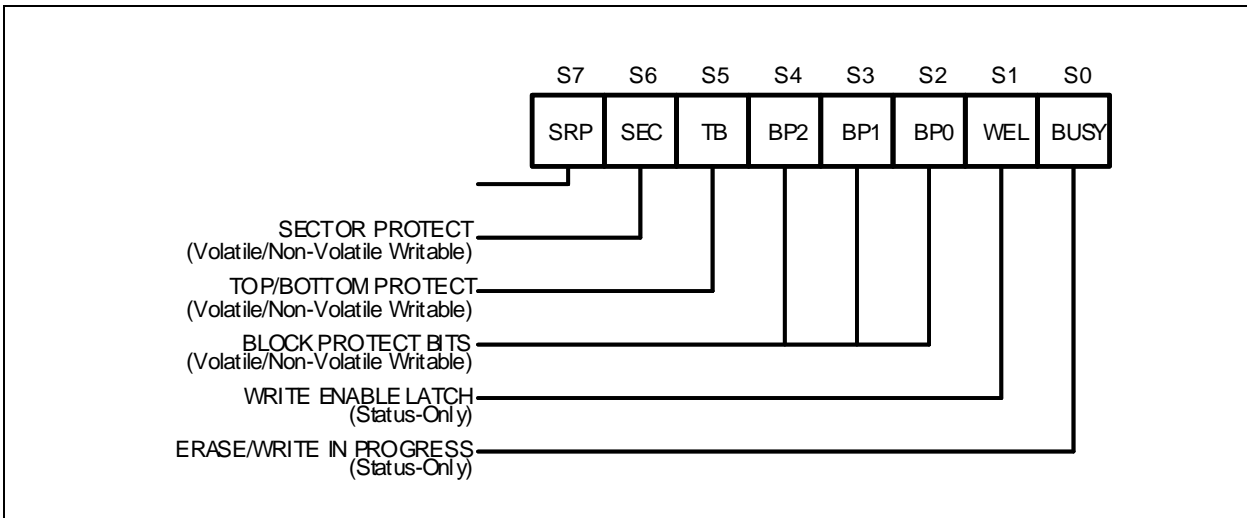 S7 S6 S5 S4 S3 S2 S1 S0
SRP SEC TB BP2 BP1 BP0 WEL BUSY
SECTOR PROTECT
(Volatile/Non-Volatile Writable)
TOP/BOTTOM PROTECT
(Volatile/Non-Volatile Writable)
BLOCK PROTECT BITS
(Volatile/Non-Volatile Writable)
WRITE ENABLE LATCH
(Status-Only)
ERASE/WRITE IN PROGRESS
(Status-Only)